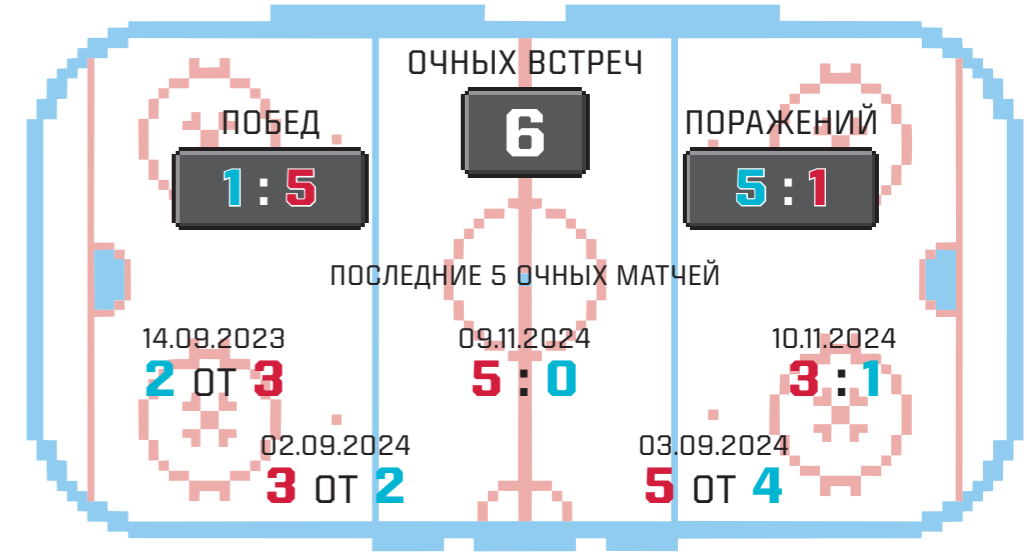 ОЧНЫХ ВСТРЕЧ
6
ПОБЕД
1 : 5
ПОРАЖЕНИЙ
5 : 1
ПОСЛЕДНИЕ 5 ОЧНЫХ МАТЧЕЙ
14.09.2023
2 ОТ 3
09.11.2024
5 : 0
10.11.2024
3 : 1
02.09.2024
3 ОТ 2
03.09.2024
5 ОТ 4